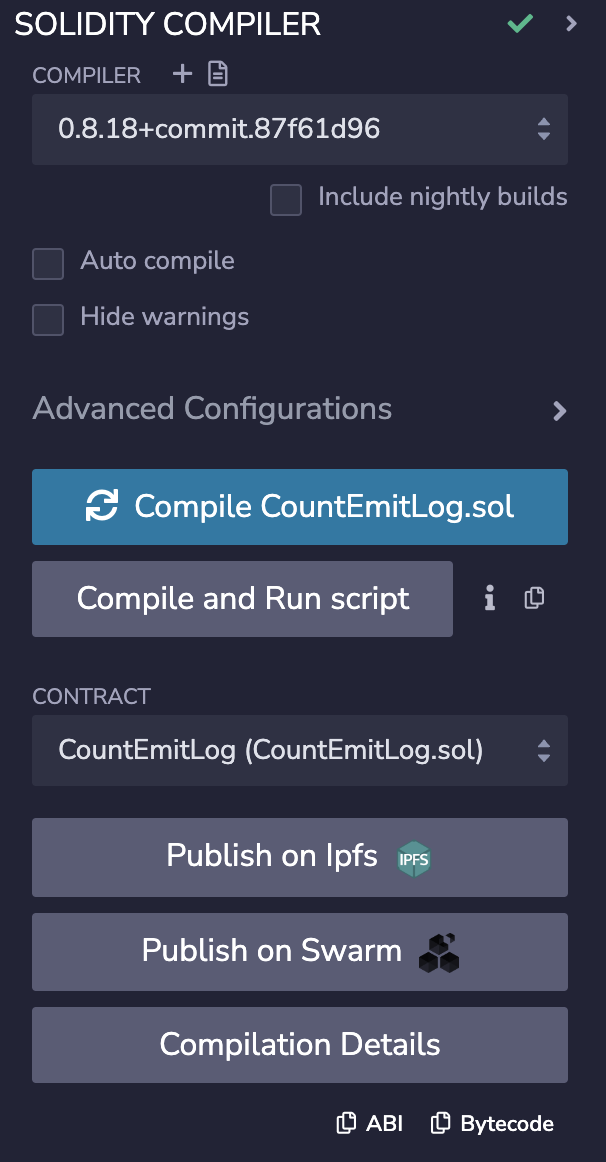 SOLIDITY COMPILER
COMPILER
0.8.18+commit.87f61d96
Include nightly builds
Auto compile
Hide warnings
Advanced Configurations
Compile CountEmitLog.sol
Compile and Run script
CONTRACT
CountEmitLog (CountEmitLog.sol)
Publish on Ipfs IPFS
Publish on Swarm
Compilation Details
ABI Bytecode